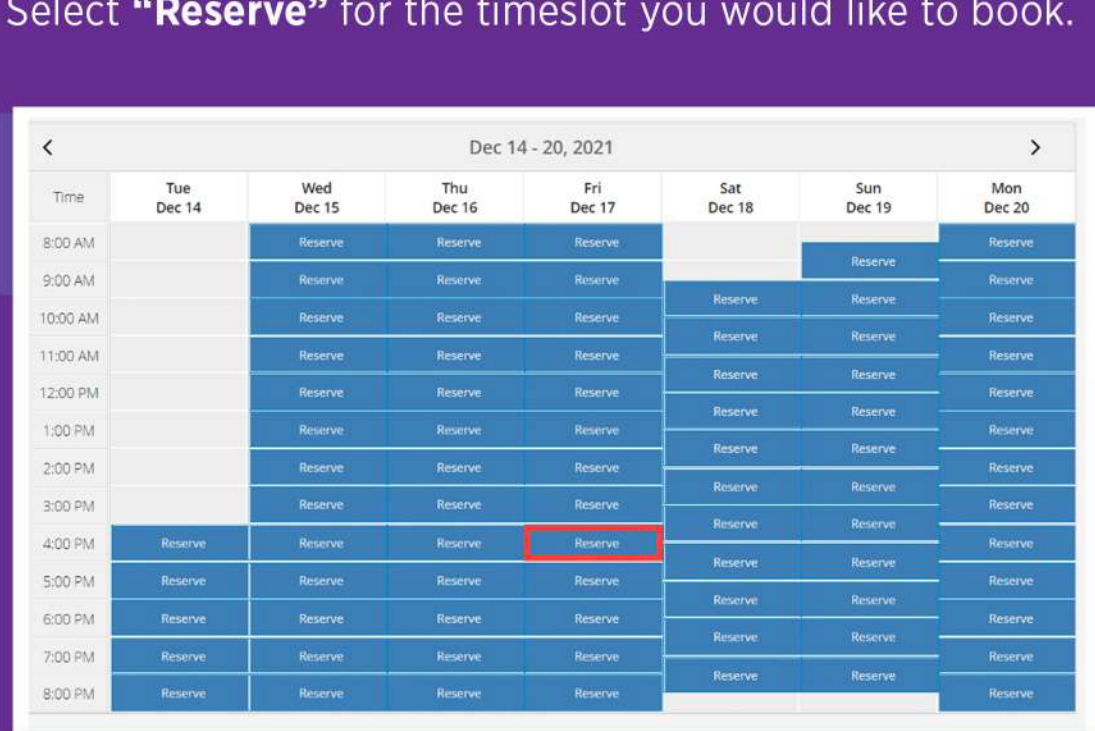 Select “Reserve” for the timeslot you would like to book.
< Dec 14 - 20, 2021 >
Time
Tue Wed Thu Fri Sat Sun Mon
Dec 14 Dec 15 Dec 16 Dec 17 Dec 18 Dec 19 Dec 20
8:00 AM Reserve Reserve Reserve Reserve
Reserve
9:00 AM Reserve Reserve Reserve Reserve
Reserve Reserve
10:00 AM Reserve Reserve Reserve Reserve
Reserve Reserve
11:00 AM Reserve Reserve Reserve Reserve
Reserve Reserve
12:00 PM Reserve Reserve Reserve Reserve
Reserve Reserve
1:00 PM Reserve Reserve Reserve Reserve
Reserve Reserve
2:00 PM Reserve Reserve Reserve Reserve
Reserve Reserve
3:00 PM Reserve Reserve Reserve Reserve
Reserve Reserve
4:00 PM Reserve Reserve Reserve Reserve Reserve
Reserve Reserve
5:00 PM Reserve Reserve Reserve Reserve Reserve
Reserve Reserve
6:00 PM Reserve Reserve Reserve Reserve Reserve
Reserve Reserve
7:00 PM Reserve Reserve Reserve Reserve Reserve
Reserve Reserve
8:00 PM Reserve Reserve Reserve Reserve Reserve